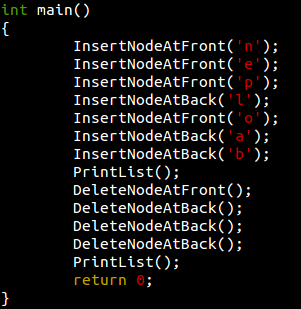 int main()
{
        InsertNodeAtFront('n');
        InsertNodeAtFront('e');
        InsertNodeAtFront('p');
        InsertNodeAtBack('l');
        InsertNodeAtFront('o');
        InsertNodeAtBack('a');
        InsertNodeAtBack('b');
        PrintList();
        DeleteNodeAtFront();
        DeleteNodeAtBack();
        DeleteNodeAtBack();
        DeleteNodeAtBack();
        PrintList();
        return 0;
}